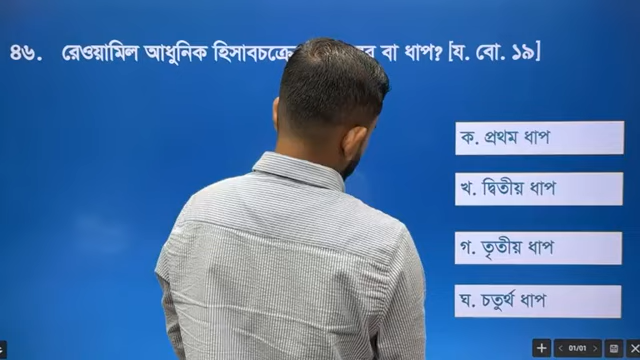 ৪৬. রেওয়ামিল আধুনিক হিসাবচক্রে বা ধাপ? [য. বো. ১৯]
ক. প্রথম ধাপ
খ. দ্বিতীয় ধাপ
গ. তৃতীয় ধাপ
ঘ. চতুর্থ ধাপ
01/01